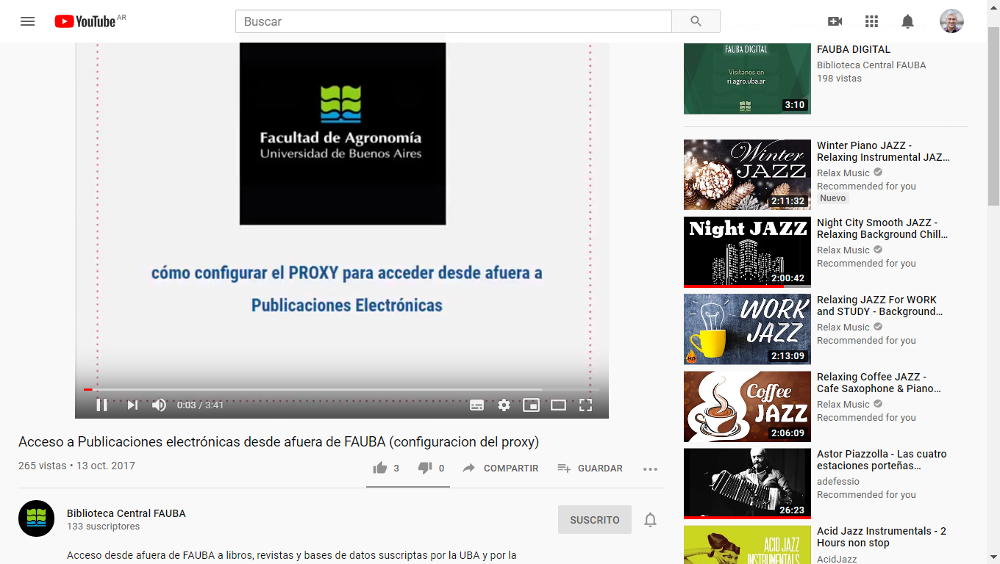 YouTube AR
Buscar
Facultad de Agronomía
Universidad de Buenos Aires
cómo configurar el PROXY para acceder desde afuera a
Publicaciones Electrónicas
0:03 / 3:41
Acceso a Publicaciones electrónicas desde afuera de FAUBA (configuracion del proxy)
265 vistas • 13 oct. 2017
3
0
COMPARTIR
GUARDAR
Biblioteca Central FAUBA
133 suscriptores
SUSCRITO
Acceso desde afuera de FAUBA a libros, revistas y bases de datos suscriptas por la UBA y por la
FAUBA DIGITAL
Visitanos en
ri.agro.uba.ar
3:10
FAUBA DIGITAL
Biblioteca Central FAUBA
198 vistas
Winter
JAZZ
2:11:32
Winter Piano JAZZ -
Relaxing Instrumental JAZ...
Relax Music
Recommended for you
Nuevo
Night JAZZ
2:00:42
Night City Smooth JAZZ -
Relaxing Background Chill...
Relax Music
Recommended for you
WORK
JAZZ
HD
2:13:09
Relaxing JAZZ For WORK
and STUDY - Background...
Relax Music
Recommended for you
Coffee
JAZZ
2:06:09
Relaxing Coffee JAZZ -
Cafe Saxophone & Piano...
Relax Music
Recommended for you
26:23
Astor Piazzolla - Las cuatro
estaciones porteñas...
adefessio
Recommended for you
ACID JAZZ
INSTRUMENTALS
Acid Jazz Instrumentals - 2
Hours non stop
AcidJazz